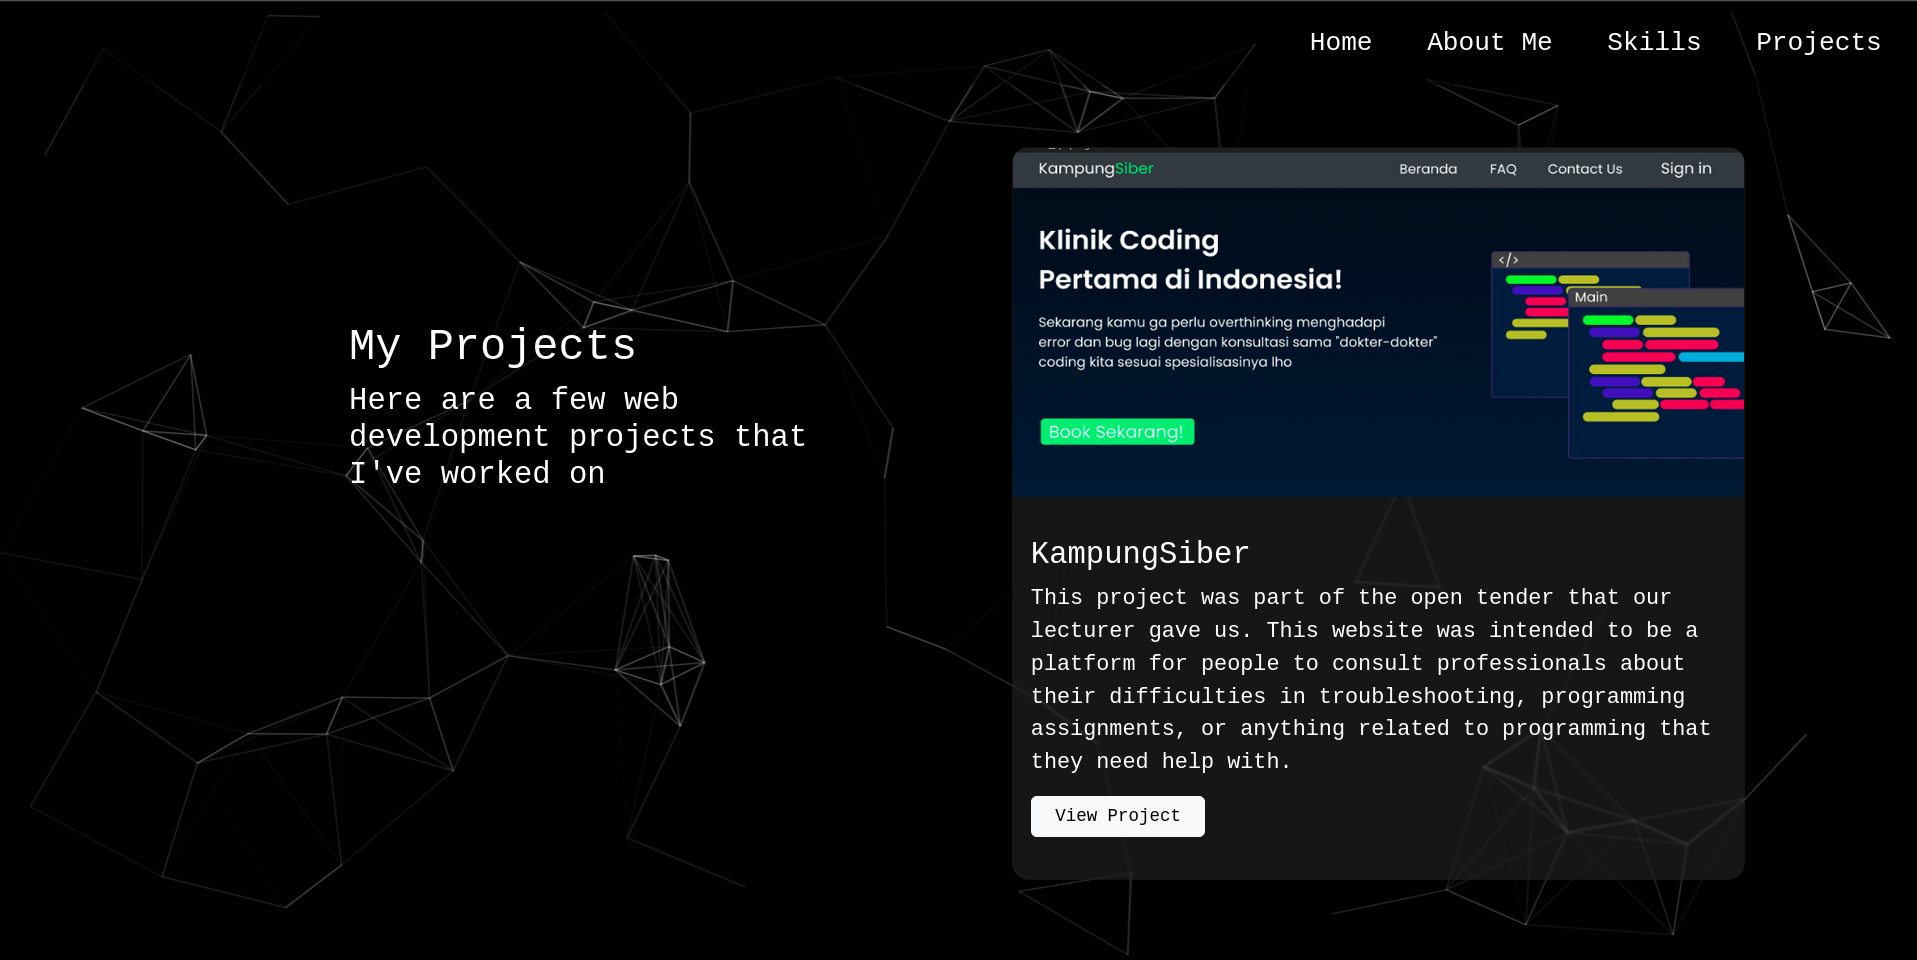 Home About Me Skills Projects
My Projects
Here are a few web
development projects that
I've worked on
KampungSiber Beranda FAQ Contact Us Sign in
Klinik Coding
Pertama di Indonesia!
Sekarang kamu ga perlu overthinking menghadapi
error dan bug lagi dengan konsultasi sama "dokter-dokter"
coding kita sesuai spesialisasinya lho
Book Sekarang!
</>
Main
KampungSiber
This project was part of the open tender that our
lecturer gave us. This website was intended to be a
platform for people to consult professionals about
their difficulties in troubleshooting, programming
assignments, or anything related to programming that
they need help with.
View Project